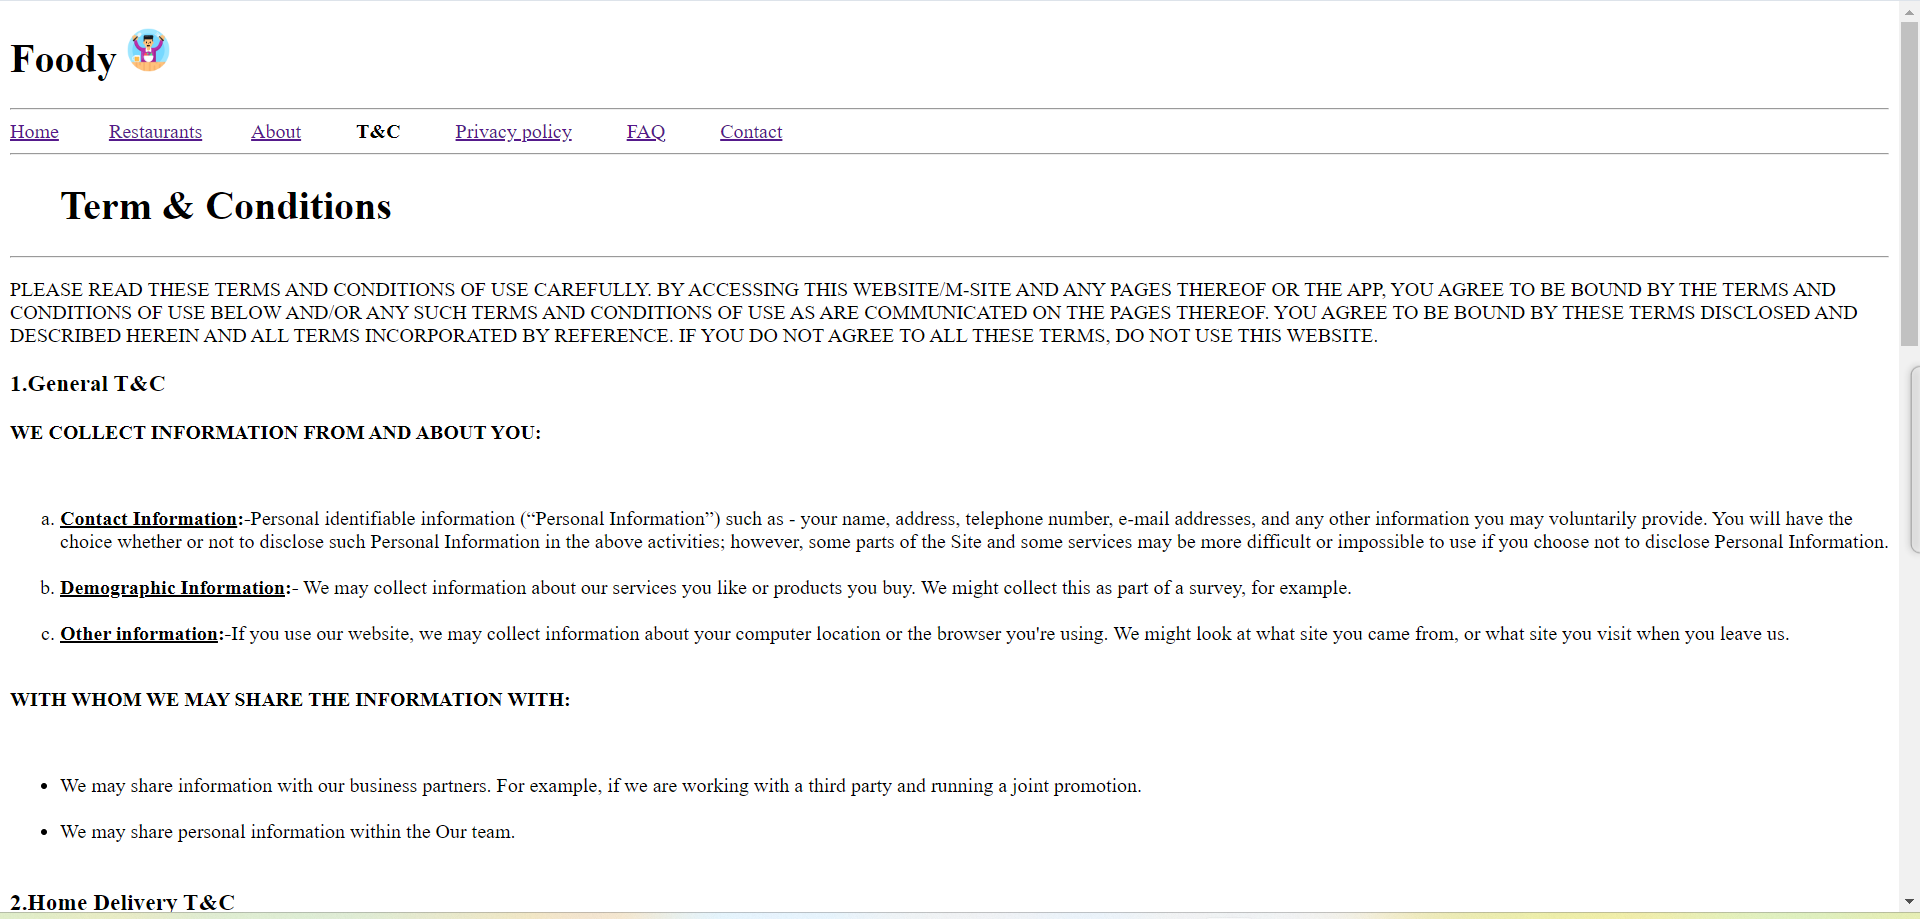 Foody
Home Restaurants About T&C Privacy policy FAQ Contact
Term & Conditions
PLEASE READ THESE TERMS AND CONDITIONS OF USE CAREFULLY. BY ACCESSING THIS WEBSITE/M-SITE AND ANY PAGES THEREOF OR THE APP, YOU AGREE TO BE BOUND BY THE TERMS AND
CONDITIONS OF USE BELOW AND/OR ANY SUCH TERMS AND CONDITIONS OF USE AS ARE COMMUNICATED ON THE PAGES THEREOF. YOU AGREE TO BE BOUND BY THESE TERMS DISCLOSED AND
DESCRIBED HEREIN AND ALL TERMS INCORPORATED BY REFERENCE. IF YOU DO NOT AGREE TO ALL THESE TERMS, DO NOT USE THIS WEBSITE.
1.General T&C
WE COLLECT INFORMATION FROM AND ABOUT YOU:
a. Contact Information:-Personal identifiable information (“Personal Information”) such as - your name, address, telephone number, e-mail addresses, and any other information you may voluntarily provide. You will have the
choice whether or not to disclose such Personal Information in the above activities; however, some parts of the Site and some services may be more difficult or impossible to use if you choose not to disclose Personal Information.
b. Demographic Information:- We may collect information about our services you like or products you buy. We might collect this as part of a survey, for example.
c. Other information:-If you use our website, we may collect information about your computer location or the browser you're using. We might look at what site you came from, or what site you visit when you leave us.
WITH WHOM WE MAY SHARE THE INFORMATION WITH:
• We may share information with our business partners. For example, if we are working with a third party and running a joint promotion.
• We may share personal information within the Our team.
2.Home Delivery T&C